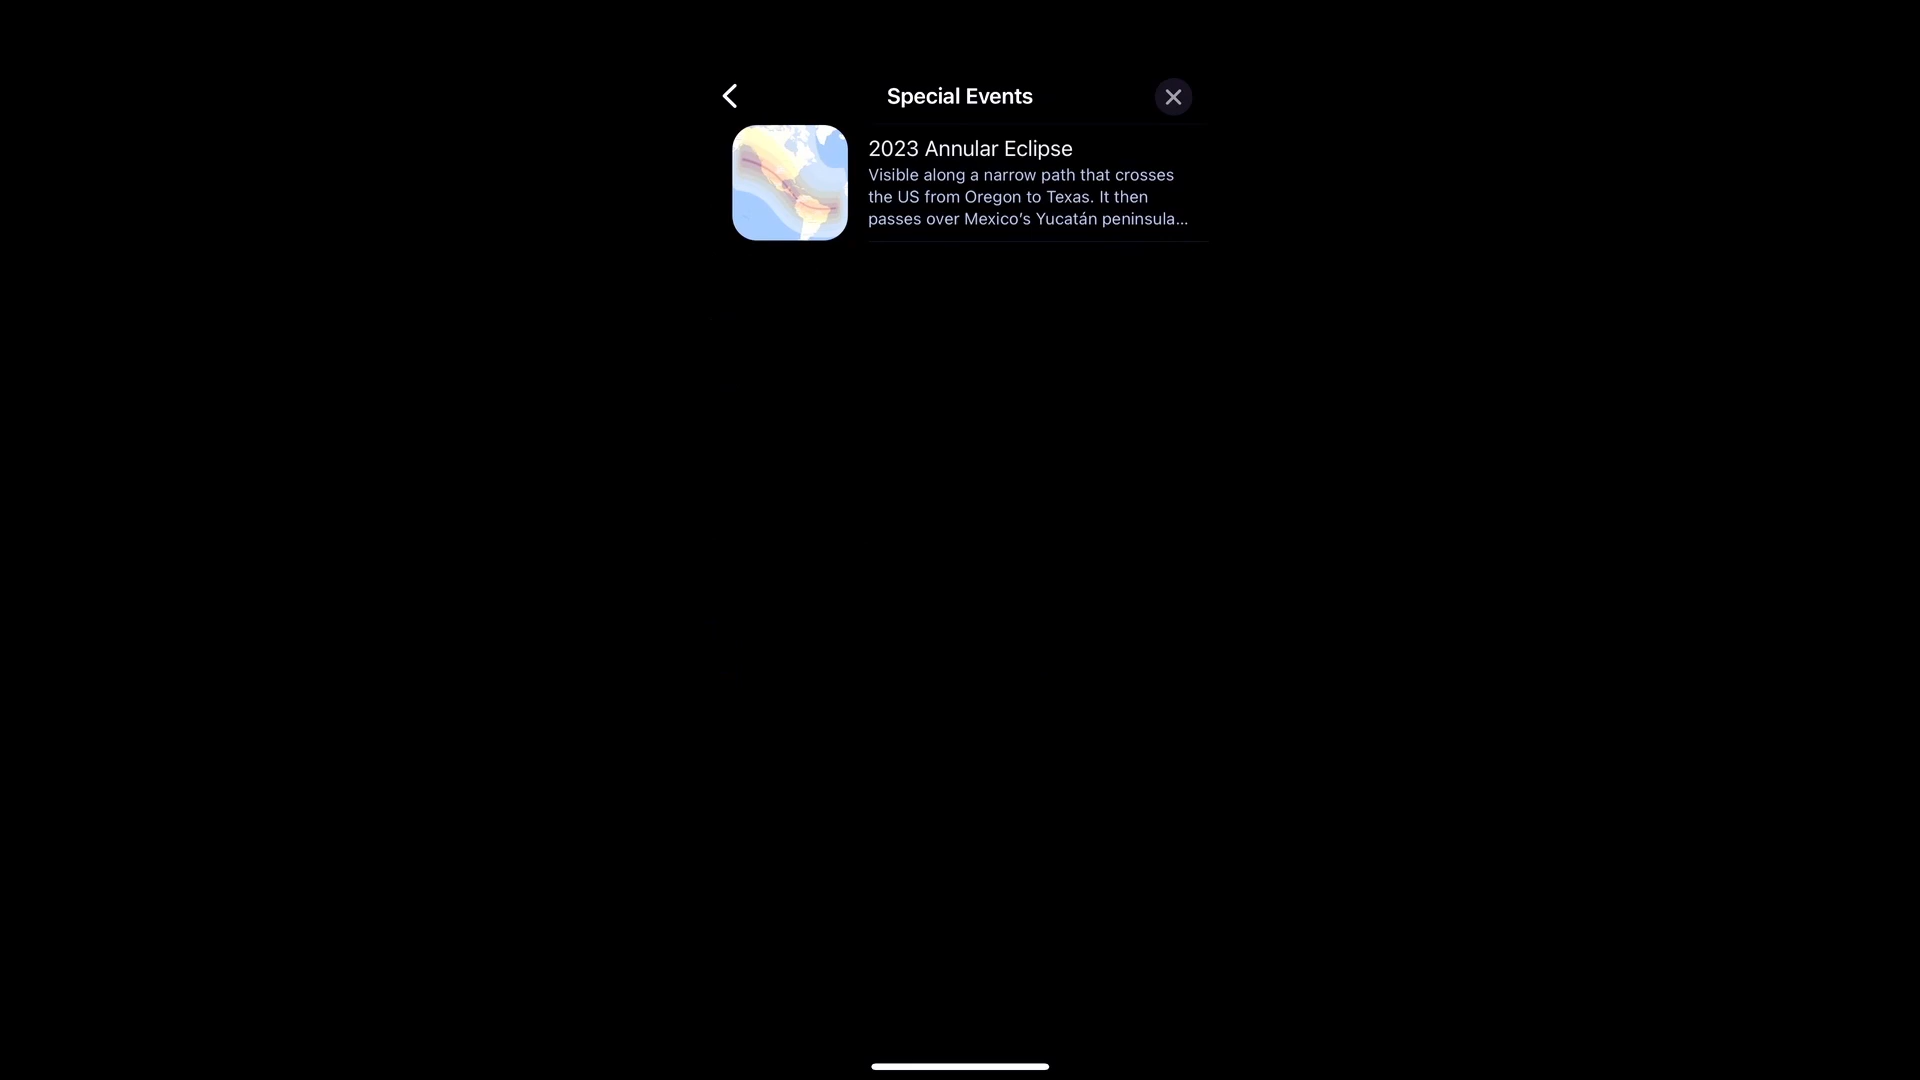 Special Events
2023 Annular Eclipse
Visible along a narrow path that crosses
the US from Oregon to Texas. It then
passes over Mexico’s Yucatán peninsula...